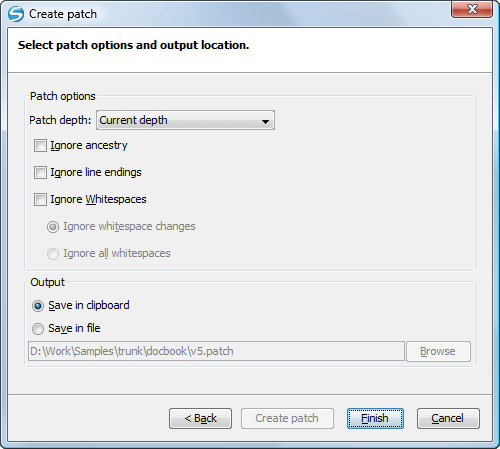 Create patch
Select patch options and output location.
Patch options
Patch depth: Current depth
Ignore ancestry
Ignore line endings
Ignore Whitespaces
Ignore whitespace changes
Ignore all whitespaces
Output
Save in clipboard
Save in file
D:\Work\Samples\trunk\docbook\v5.patch Browse
< Back Create patch Finish Cancel